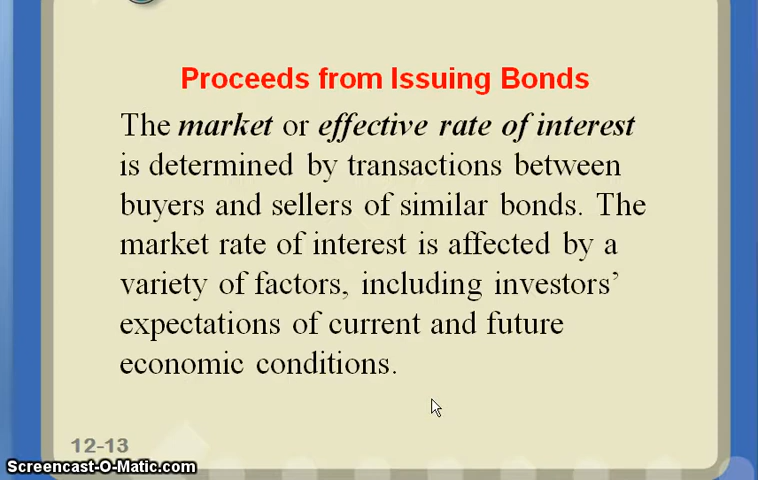 Proceeds from Issuing Bonds
The market or effective rate of interest
is determined by transactions between
buyers and sellers of similar bonds. The
market rate of interest is affected by a
variety of factors, including investors’
expectations of current and future
economic conditions.
12-13
Screencast-O-Matic.com